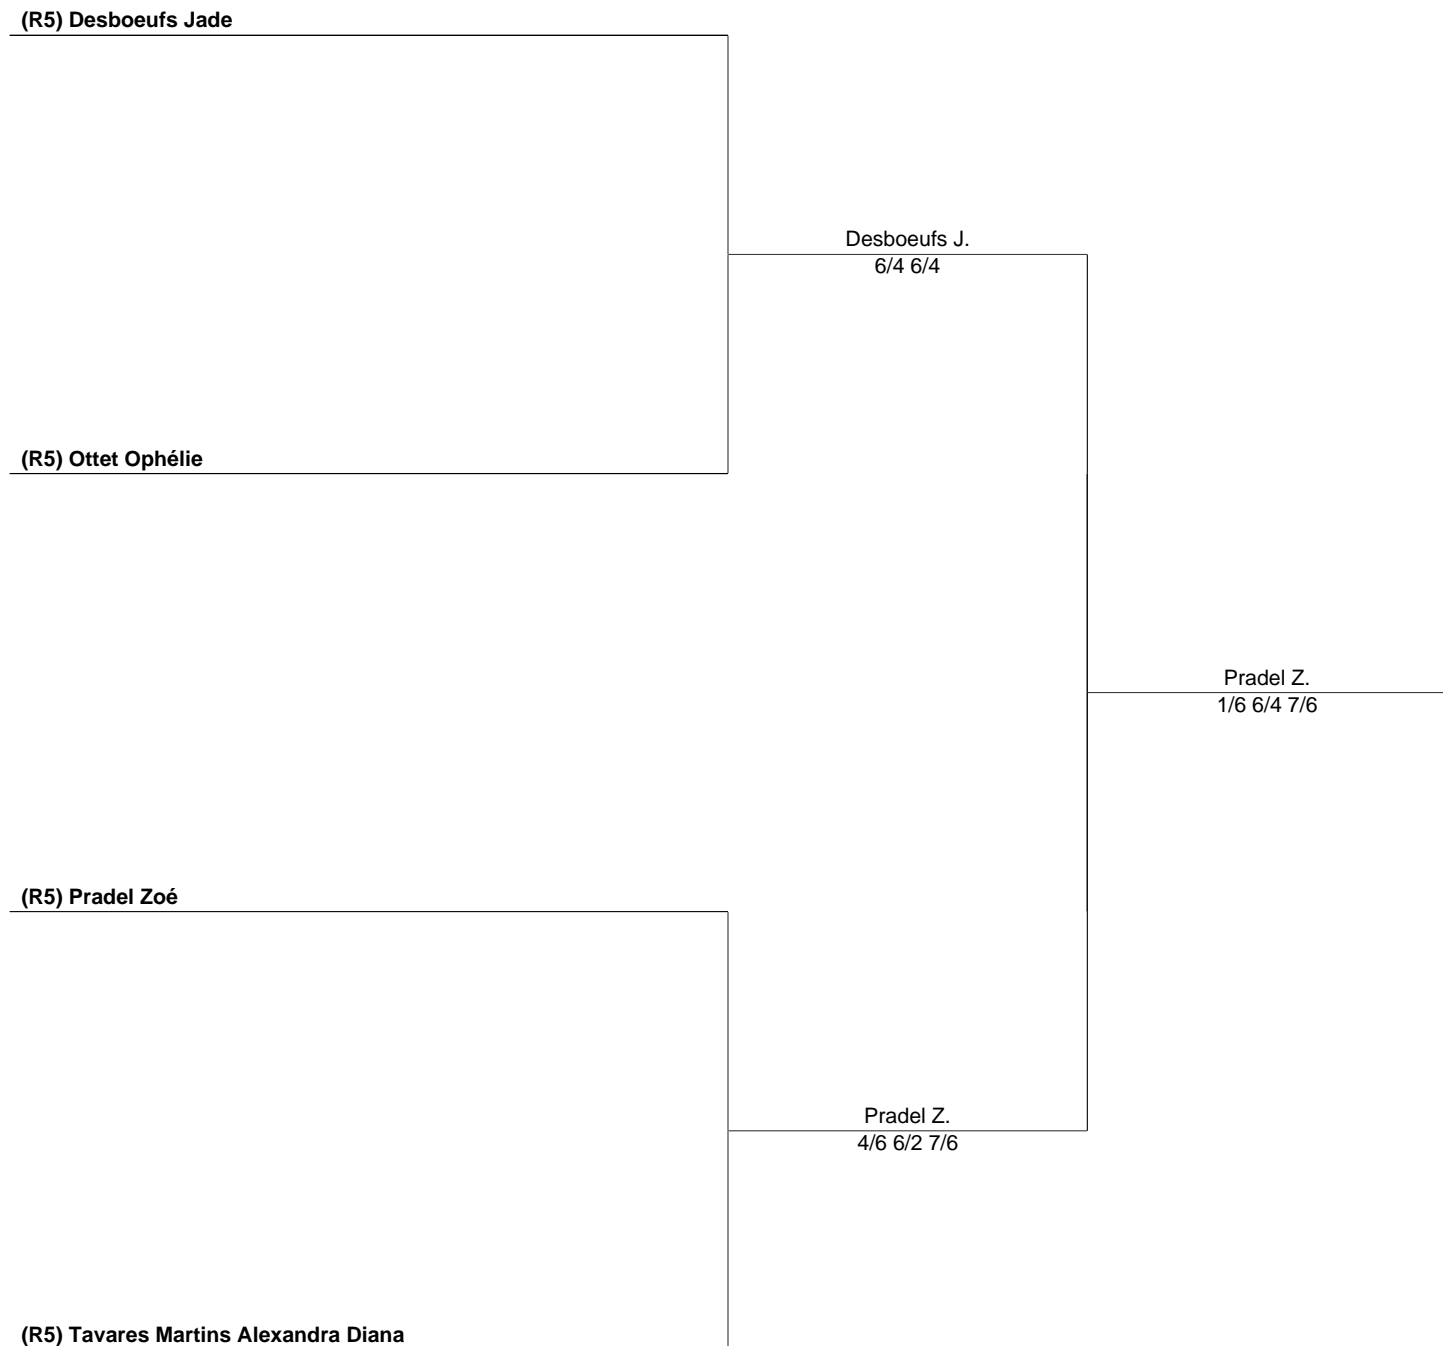 (R5) Desboeufs Jade
Desboeufs J.
6/4 6/4
(R5) Ottet Ophélie
Pradel Z.
1/6 6/4 7/6
(R5) Pradel Zoé
Pradel Z.
4/6 6/2 7/6
(R5) Tavares Martins Alexandra Diana